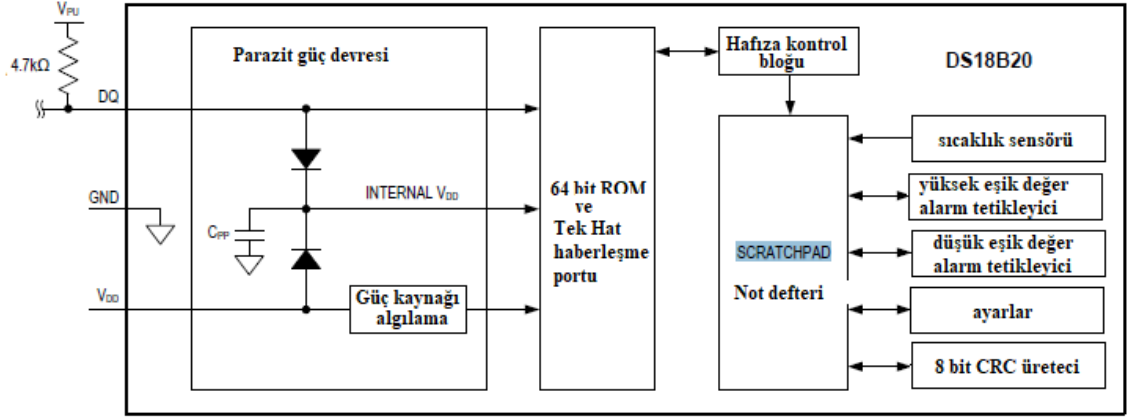 VPU
4.7kΩ
DQ
GND
VDD
Parazit güç devresi
INTERNAL VDD
CPP
Güç kaynağı
algılama
64 bit ROM
ve
Tek Hat
haberleşme
portu
Hafıza kontrol
bloğu
DS18B20
SCRATCHPAD
Not defteri
sıcaklık sensörü
yüksek eşik değer
alarm tetikleyici
düşük eşik değer
alarm tetikleyici
ayarlar
8 bit CRC üreteci